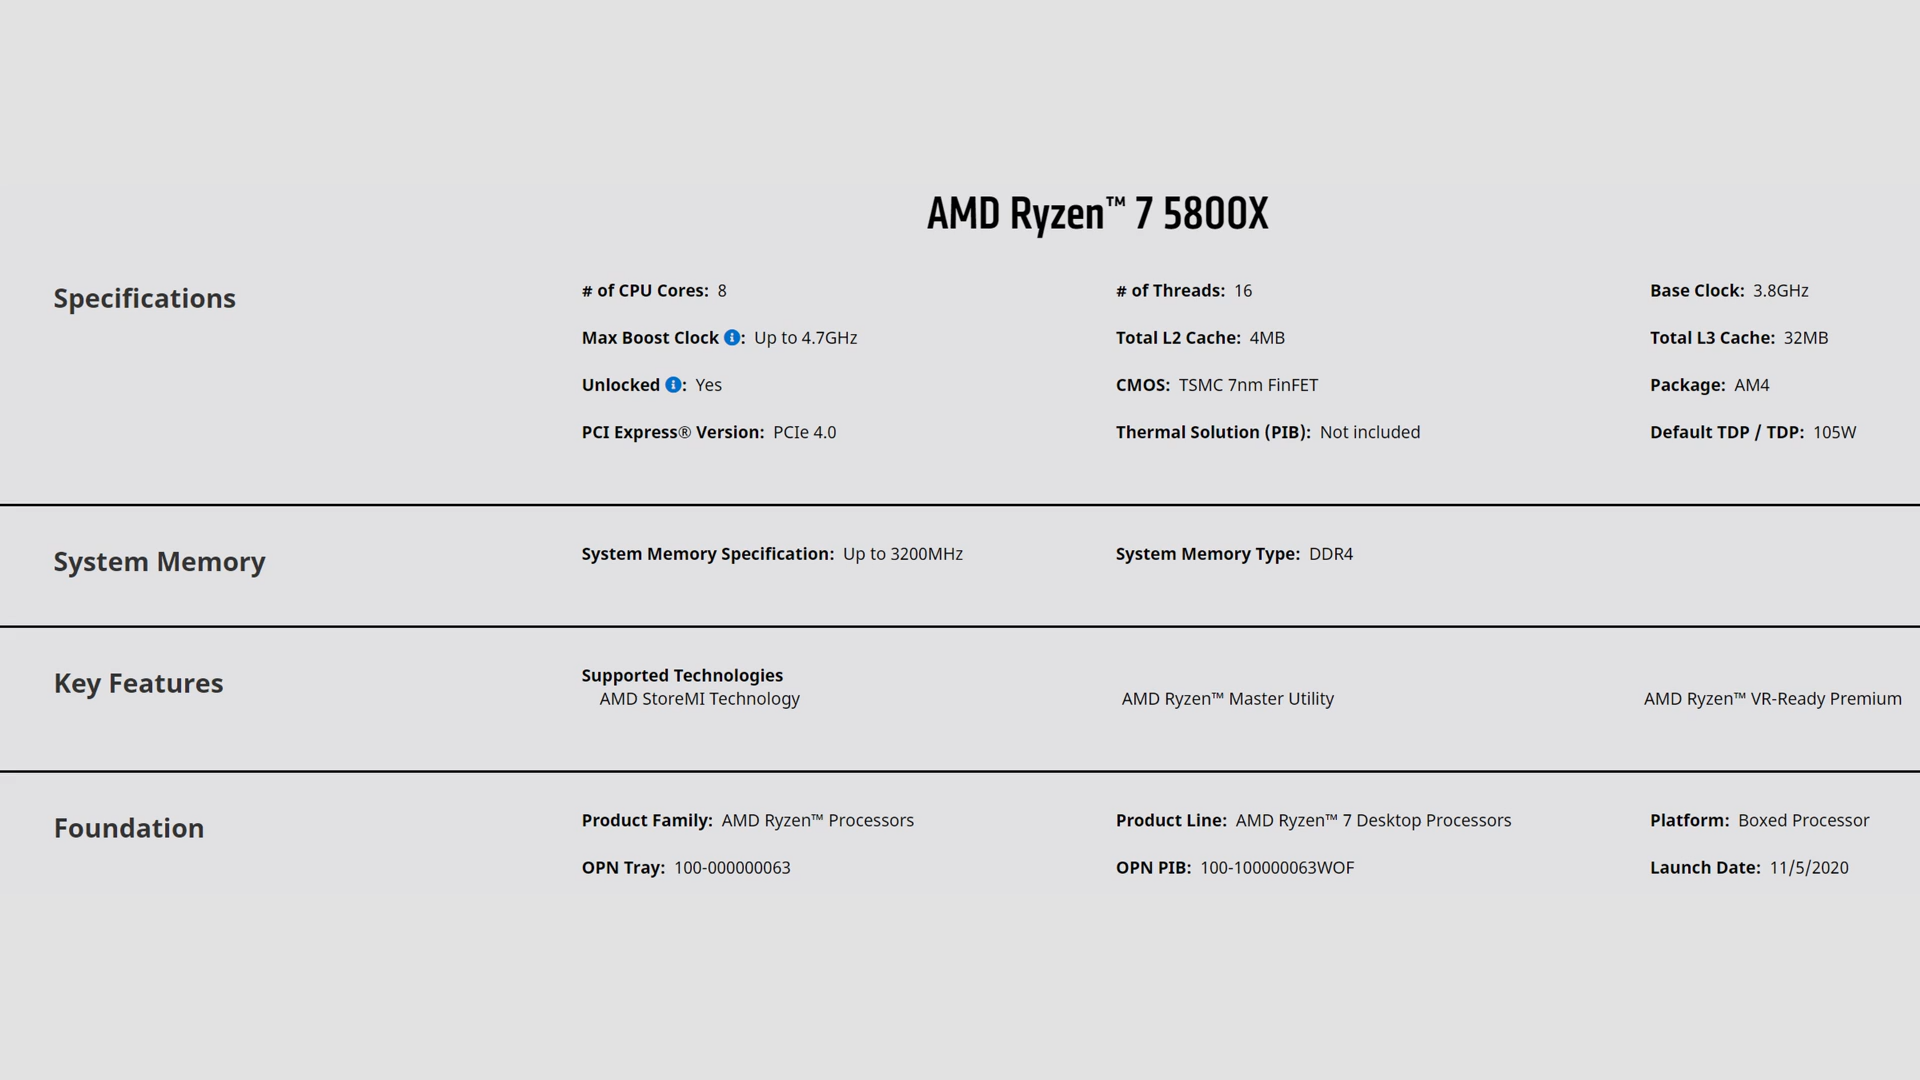 AMD Ryzen™ 7 5800X
Specifications
# of CPU Cores: 8
# of Threads: 16
Base Clock: 3.8GHz
Max Boost Clock : Up to 4.7GHz
Total L2 Cache: 4MB
Total L3 Cache: 32MB
Unlocked : Yes
CMOS: TSMC 7nm FinFET
Package: AM4
PCI Express® Version: PCIe 4.0
Thermal Solution (PIB): Not included
Default TDP / TDP: 105W
System Memory
System Memory Specification: Up to 3200MHz
System Memory Type: DDR4
Key Features
Supported Technologies
AMD StoreMI Technology
AMD Ryzen™ Master Utility
AMD Ryzen™ VR-Ready Premium
Foundation
Product Family: AMD Ryzen™ Processors
Product Line: AMD Ryzen™ 7 Desktop Processors
Platform: Boxed Processor
OPN Tray: 100-000000063
OPN PIB: 100-100000063WOF
Launch Date: 11/5/2020